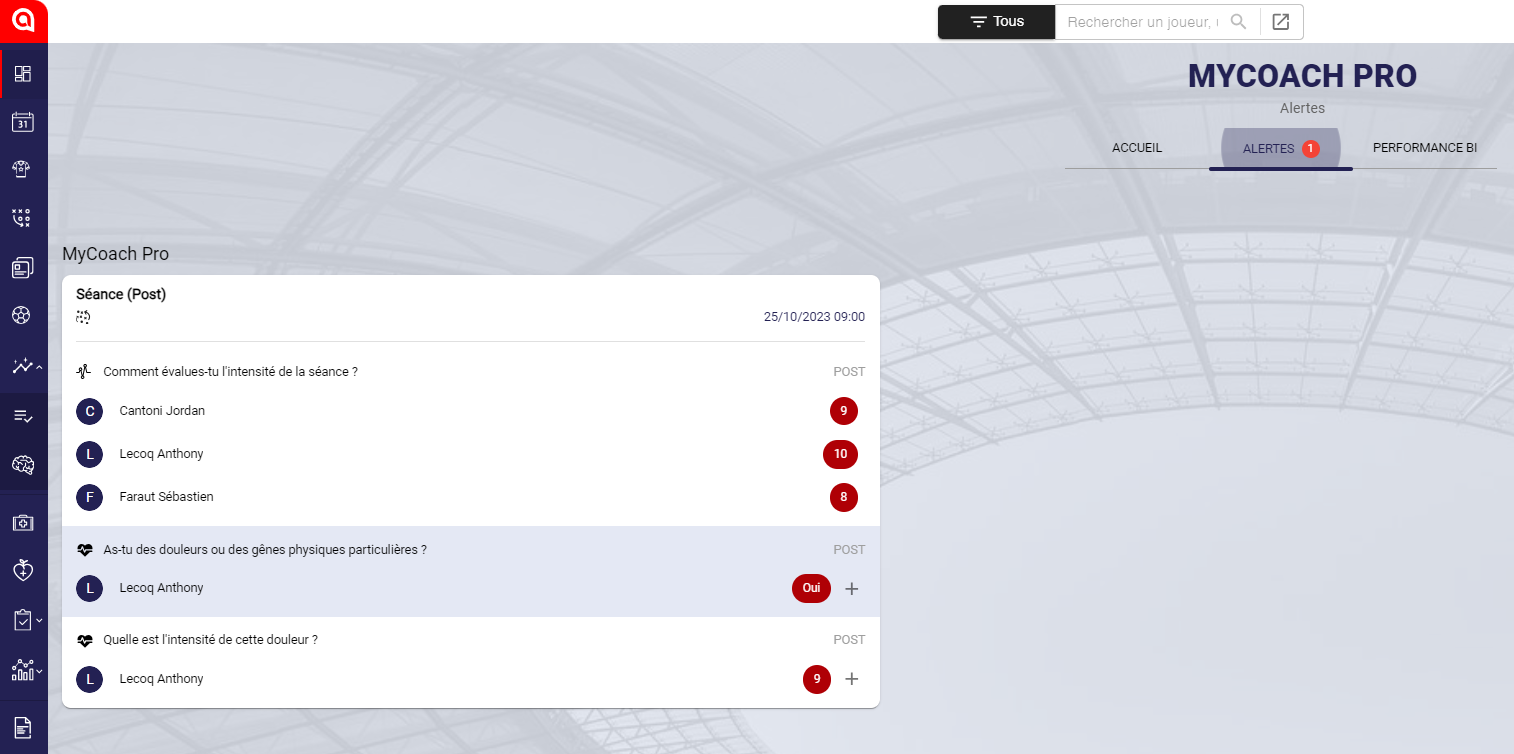 Tous
Rechercher un joueur,
MYCOACH PRO
Alertes
ACCUEIL
ALERTES 1
PERFORMANCE BI
31
MyCoach Pro
Séance (Post)
25/10/2023 09:00
Comment évalues-tu l'intensité de la séance ? POST
C Cantoni Jordan 9
L Lecoq Anthony 10
F Faraut Sébastien 8
As-tu des douleurs ou des gênes physiques particulières ? POST
L Lecoq Anthony Oui +
Quelle est l'intensité de cette douleur ? POST
L Lecoq Anthony 9 +